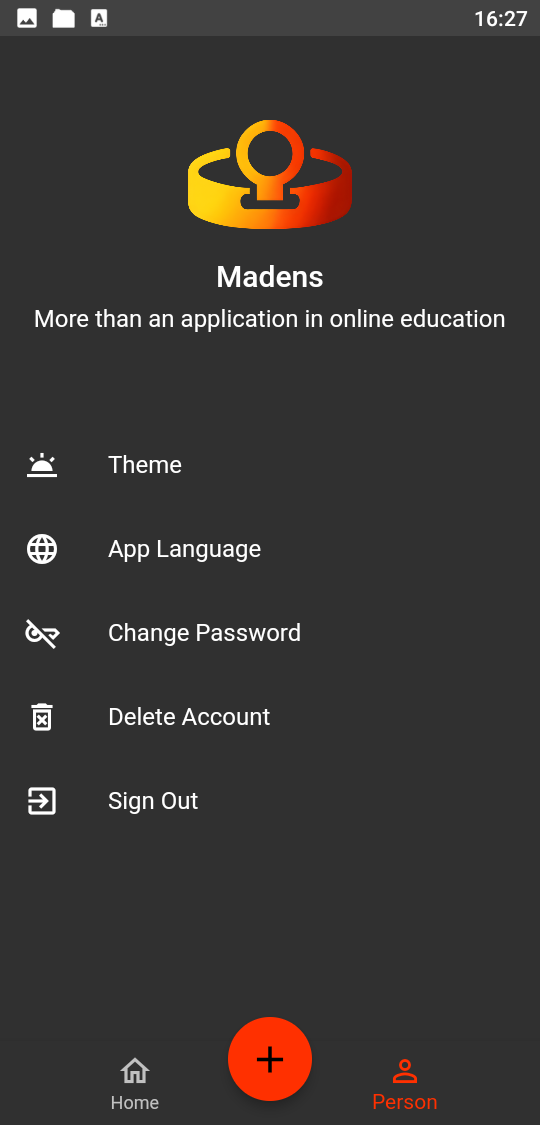 16:27
Madens
More than an application in online education
Theme
App Language
Change Password
Delete Account
Sign Out
Home
Person